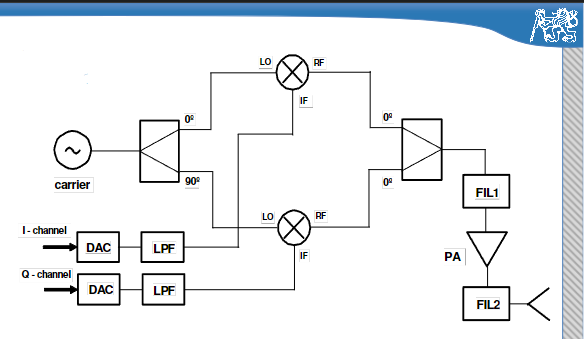 LO
RF
IF
0º
0º
carrier
90º
0º
FIL1
LO
RF
I - channel
DAC
LPF
IF
PA
Q - channel
DAC
LPF
FIL2